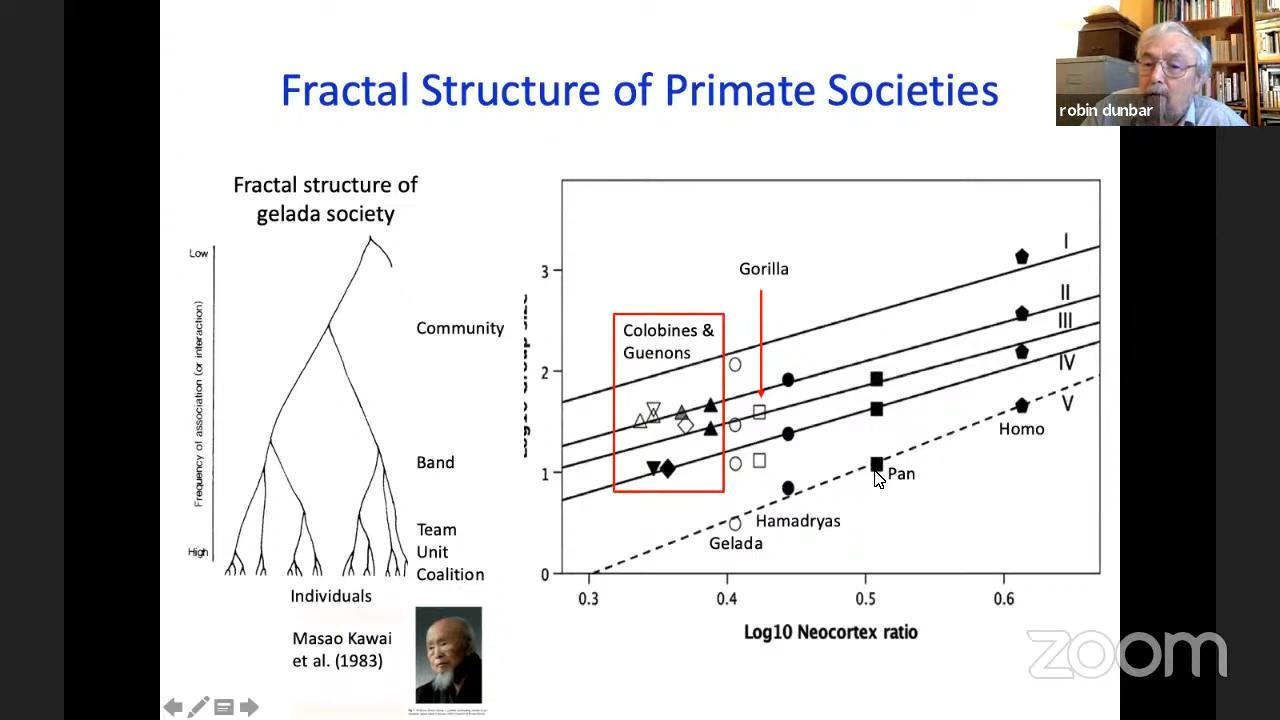 Fractal Structure of Primate Societies
robin dunbar
Fractal structure of
gelada society
Low
Frequency of association (or interaction)
High
Community
Band
Team
Unit
Coalition
Individuals
Masao Kawai
et al. (1983)
3
2
1
0
0.3
0.4
0.5
0.6
Log10 Neocortex ratio
Gorilla
Colobines &
Guenons
I
II
III
IV
V
Homo
Pan
Hamadryas
Gelada
zoom